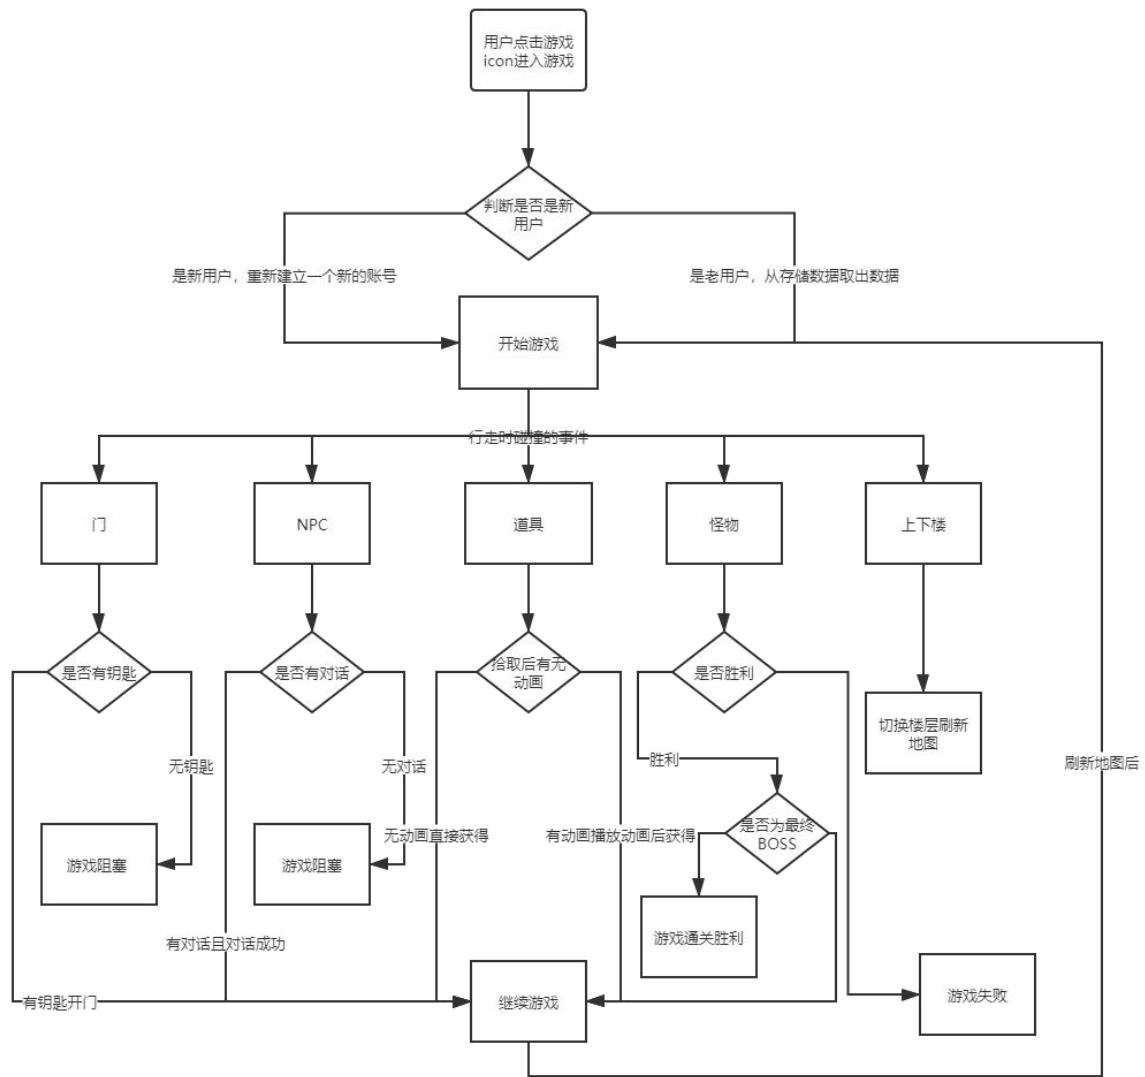 用户点击游戏
icon进入游戏
判断是否是新
用户
是新用户，重新建立一个新的账号
是老用户，从存储数据取出数据
开始游戏
行走时碰撞的事件
门
NPC
道具
怪物
上下楼
是否有钥匙
是否有对话
拾取后有无
动画
是否胜利
切换楼层刷新
地图
无钥匙
无对话
胜利
刷新地图后
游戏阻塞
游戏阻塞
无动画直接获得
有动画播放动画后获得
是否为最终
BOSS
有对话且对话成功
游戏通关胜利
有钥匙开门
继续游戏
游戏失败